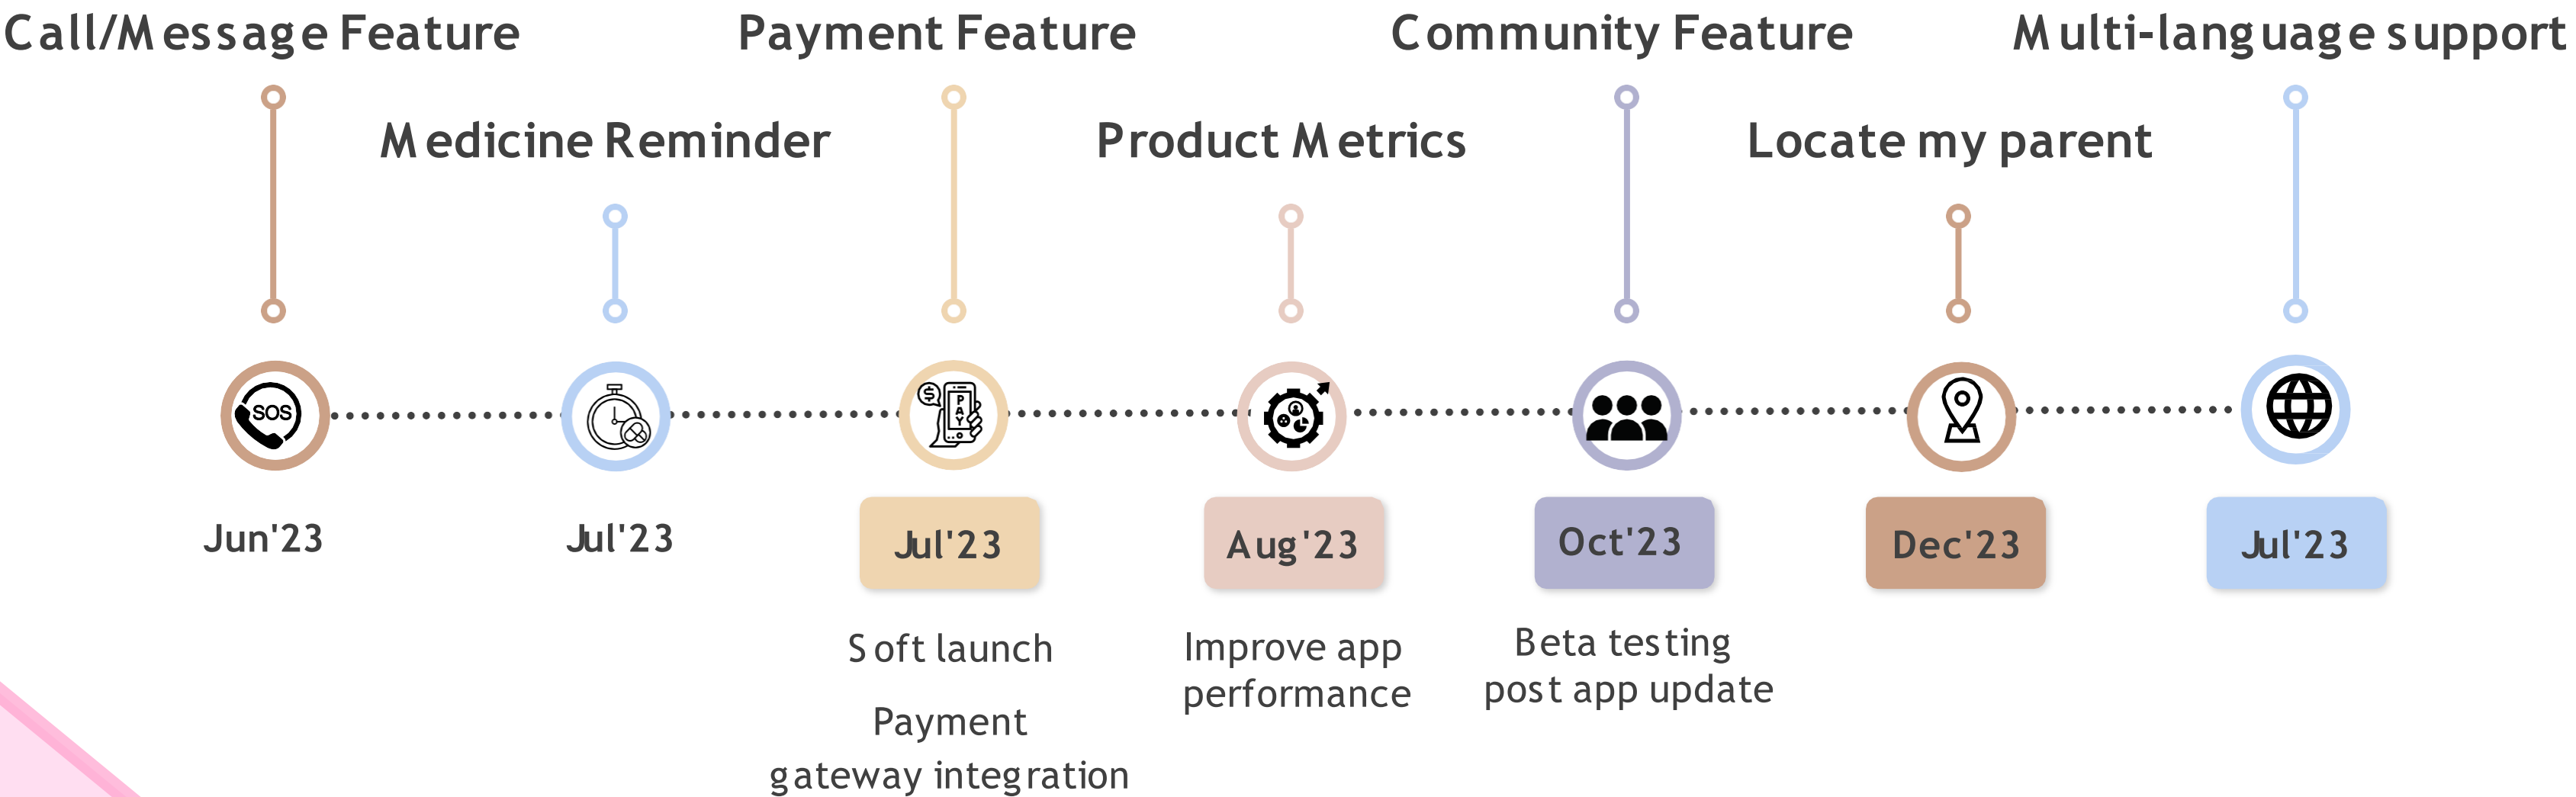 Call/Message Feature
Payment Feature
Community Feature
Multi-language support
Medicine Reminder
Product Metrics
Locate my parent
SOS
$
PAY
Jun'23
Jul'23
Jul'23
Aug'23
Oct'23
Dec'23
Jul'23
Soft launch
Payment
gateway integration
Improve app
performance
Beta testing
post app update